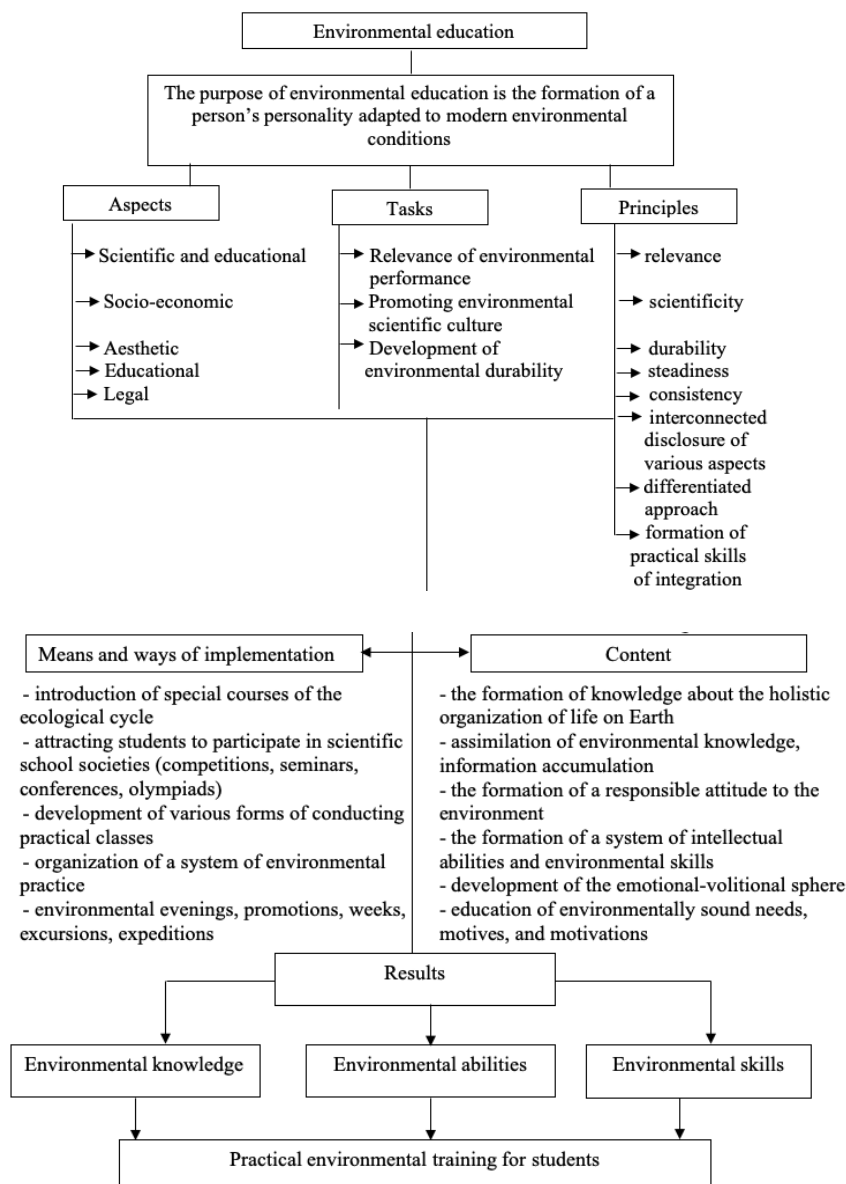 Environmental education
The purpose of environmental education is the formation of a
person's personality adapted to modern environmental
conditions
Aspects
Scientific and educational
Socio-economic
Aesthetic
Educational
Legal
Tasks
Relevance of environmental
performance
Promoting environmental
scientific culture
Development of
environmental durability
Principles
relevance
scientificity
durability
steadiness
consistency
interconnected
disclosure of
various aspects
differentiated
approach
formation of
practical skills
of integration
Means and ways of implementation
- introduction of special courses of the
ecological cycle
- attracting students to participate in scientific
school societies (competitions, seminars,
conferences, olympiads)
- development of various forms of conducting
practical classes
- organization of a system of environmental
practice
- environmental evenings, promotions, weeks,
excursions, expeditions
Content
- the formation of knowledge about the holistic
organization of life on Earth
- assimilation of environmental knowledge,
information accumulation
- the formation of a responsible attitude to the
environment
- the formation of a system of intellectual
abilities and environmental skills
- development of the emotional-volitional sphere
- education of environmentally sound needs,
motives, and motivations
Results
Environmental knowledge
Environmental abilities
Environmental skills
Practical environmental training for students